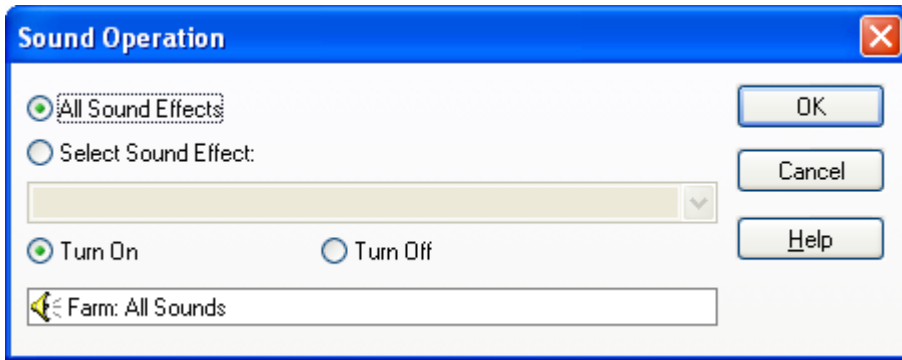 Sound Operation
All Sound Effects
OK
Select Sound Effect:
Cancel
Turn On Turn Off
Help
Farm: All Sounds